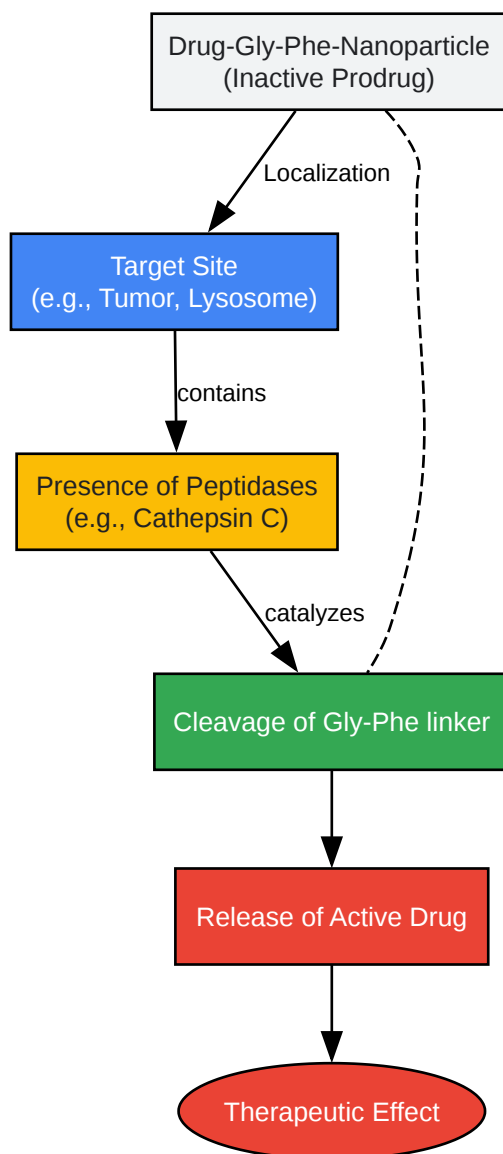 Drug-Gly-Phe-Nanoparticle
(Inactive Prodrug)
Localization
Target Site
(e.g., Tumor, Lysosome)
contains
Presence of Peptidases
(e.g., Cathepsin C)
catalyzes
Cleavage of Gly-Phe linker
Release of Active Drug
Therapeutic Effect